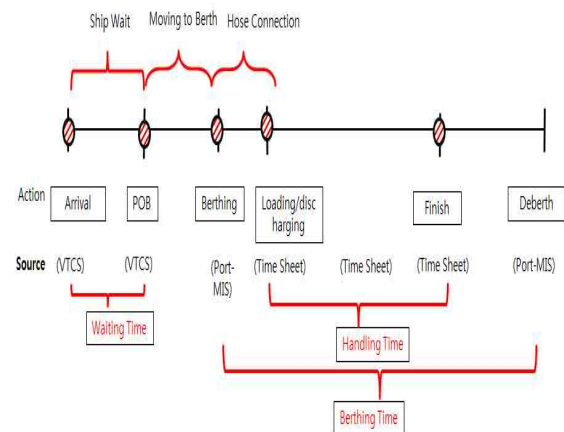 Ship Wait
Moving to Berth
Hose Connection
Action
Arrival
POB
Berthing
Loading/disc
harging
Finish
Deberth
Source
(VTCS)
(VTCS)
(Port-
MIS)
(Time Sheet)
(Time Sheet)
(Time Sheet)
(Port-MIS)
Waiting Time
Handling Time
Berthing Time